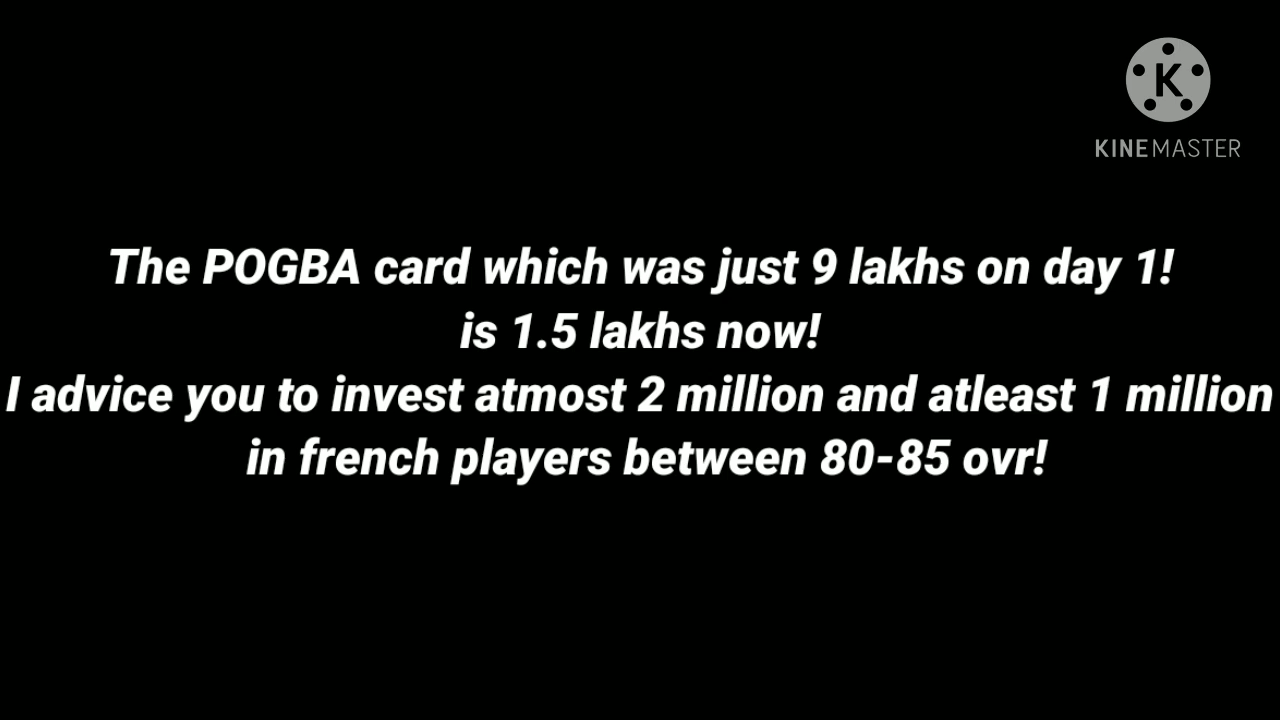 K
KINEMASTER
The POGBA card which was just 9 lakhs on day 1!
is 1.5 lakhs now!
I advice you to invest atmost 2 million and atleast 1 million
in french players between 80-85 ovr!